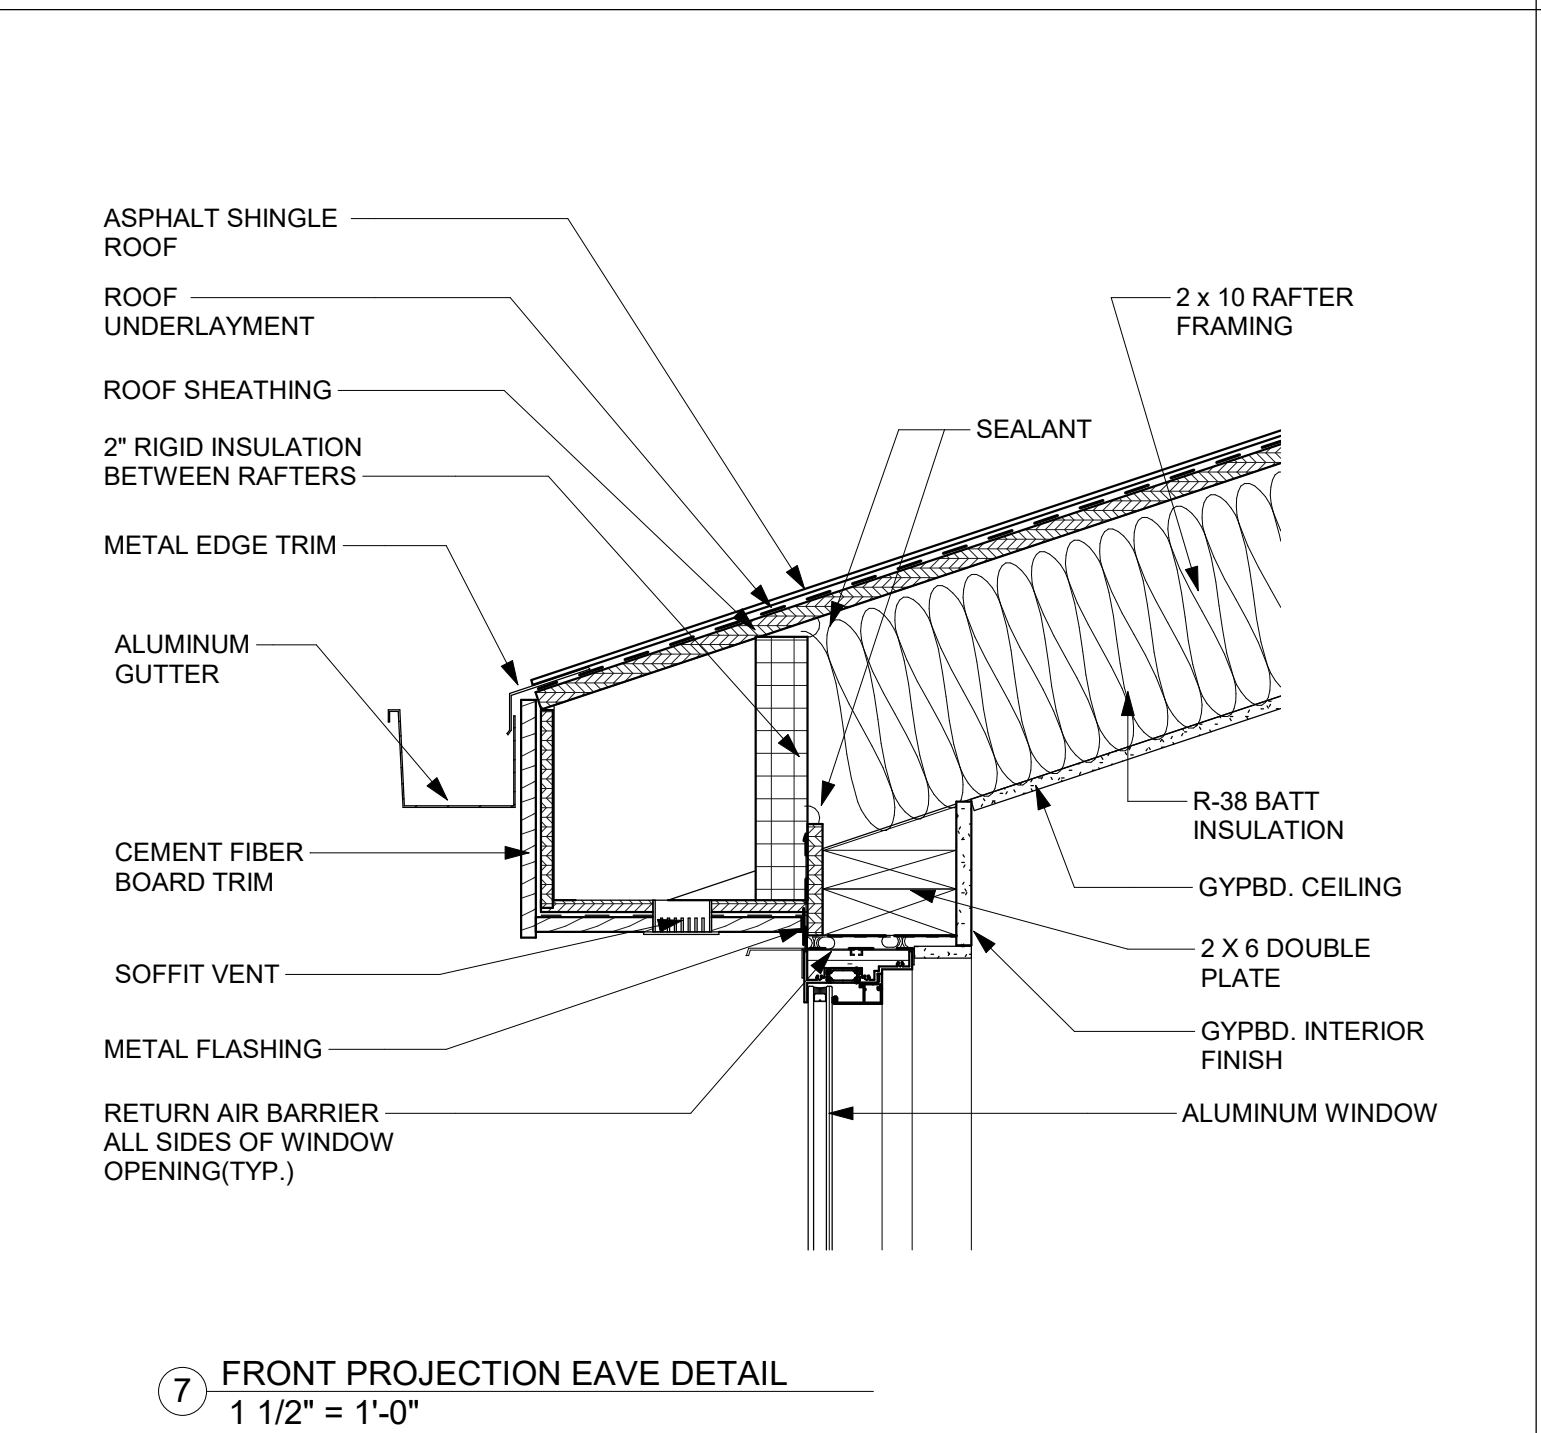 ASPHALT SHINGLE
ROOF
ROOF
UNDERLAYMENT
ROOF SHEATHING
2" RIGID INSULATION
BETWEEN RAFTERS
METAL EDGE TRIM
ALUMINUM
GUTTER
CEMENT FIBER
BOARD TRIM
SOFFIT VENT
METAL FLASHING
RETURN AIR BARRIER
ALL SIDES OF WINDOW
OPENING(TYP.)
2 x 10 RAFTER
FRAMING
SEALANT
R-38 BATT
INSULATION
GYPBD. CEILING
2 X 6 DOUBLE
PLATE
GYPBD. INTERIOR
FINISH
ALUMINUM WINDOW
7
FRONT PROJECTION EAVE DETAIL
1 1/2" = 1'-0"